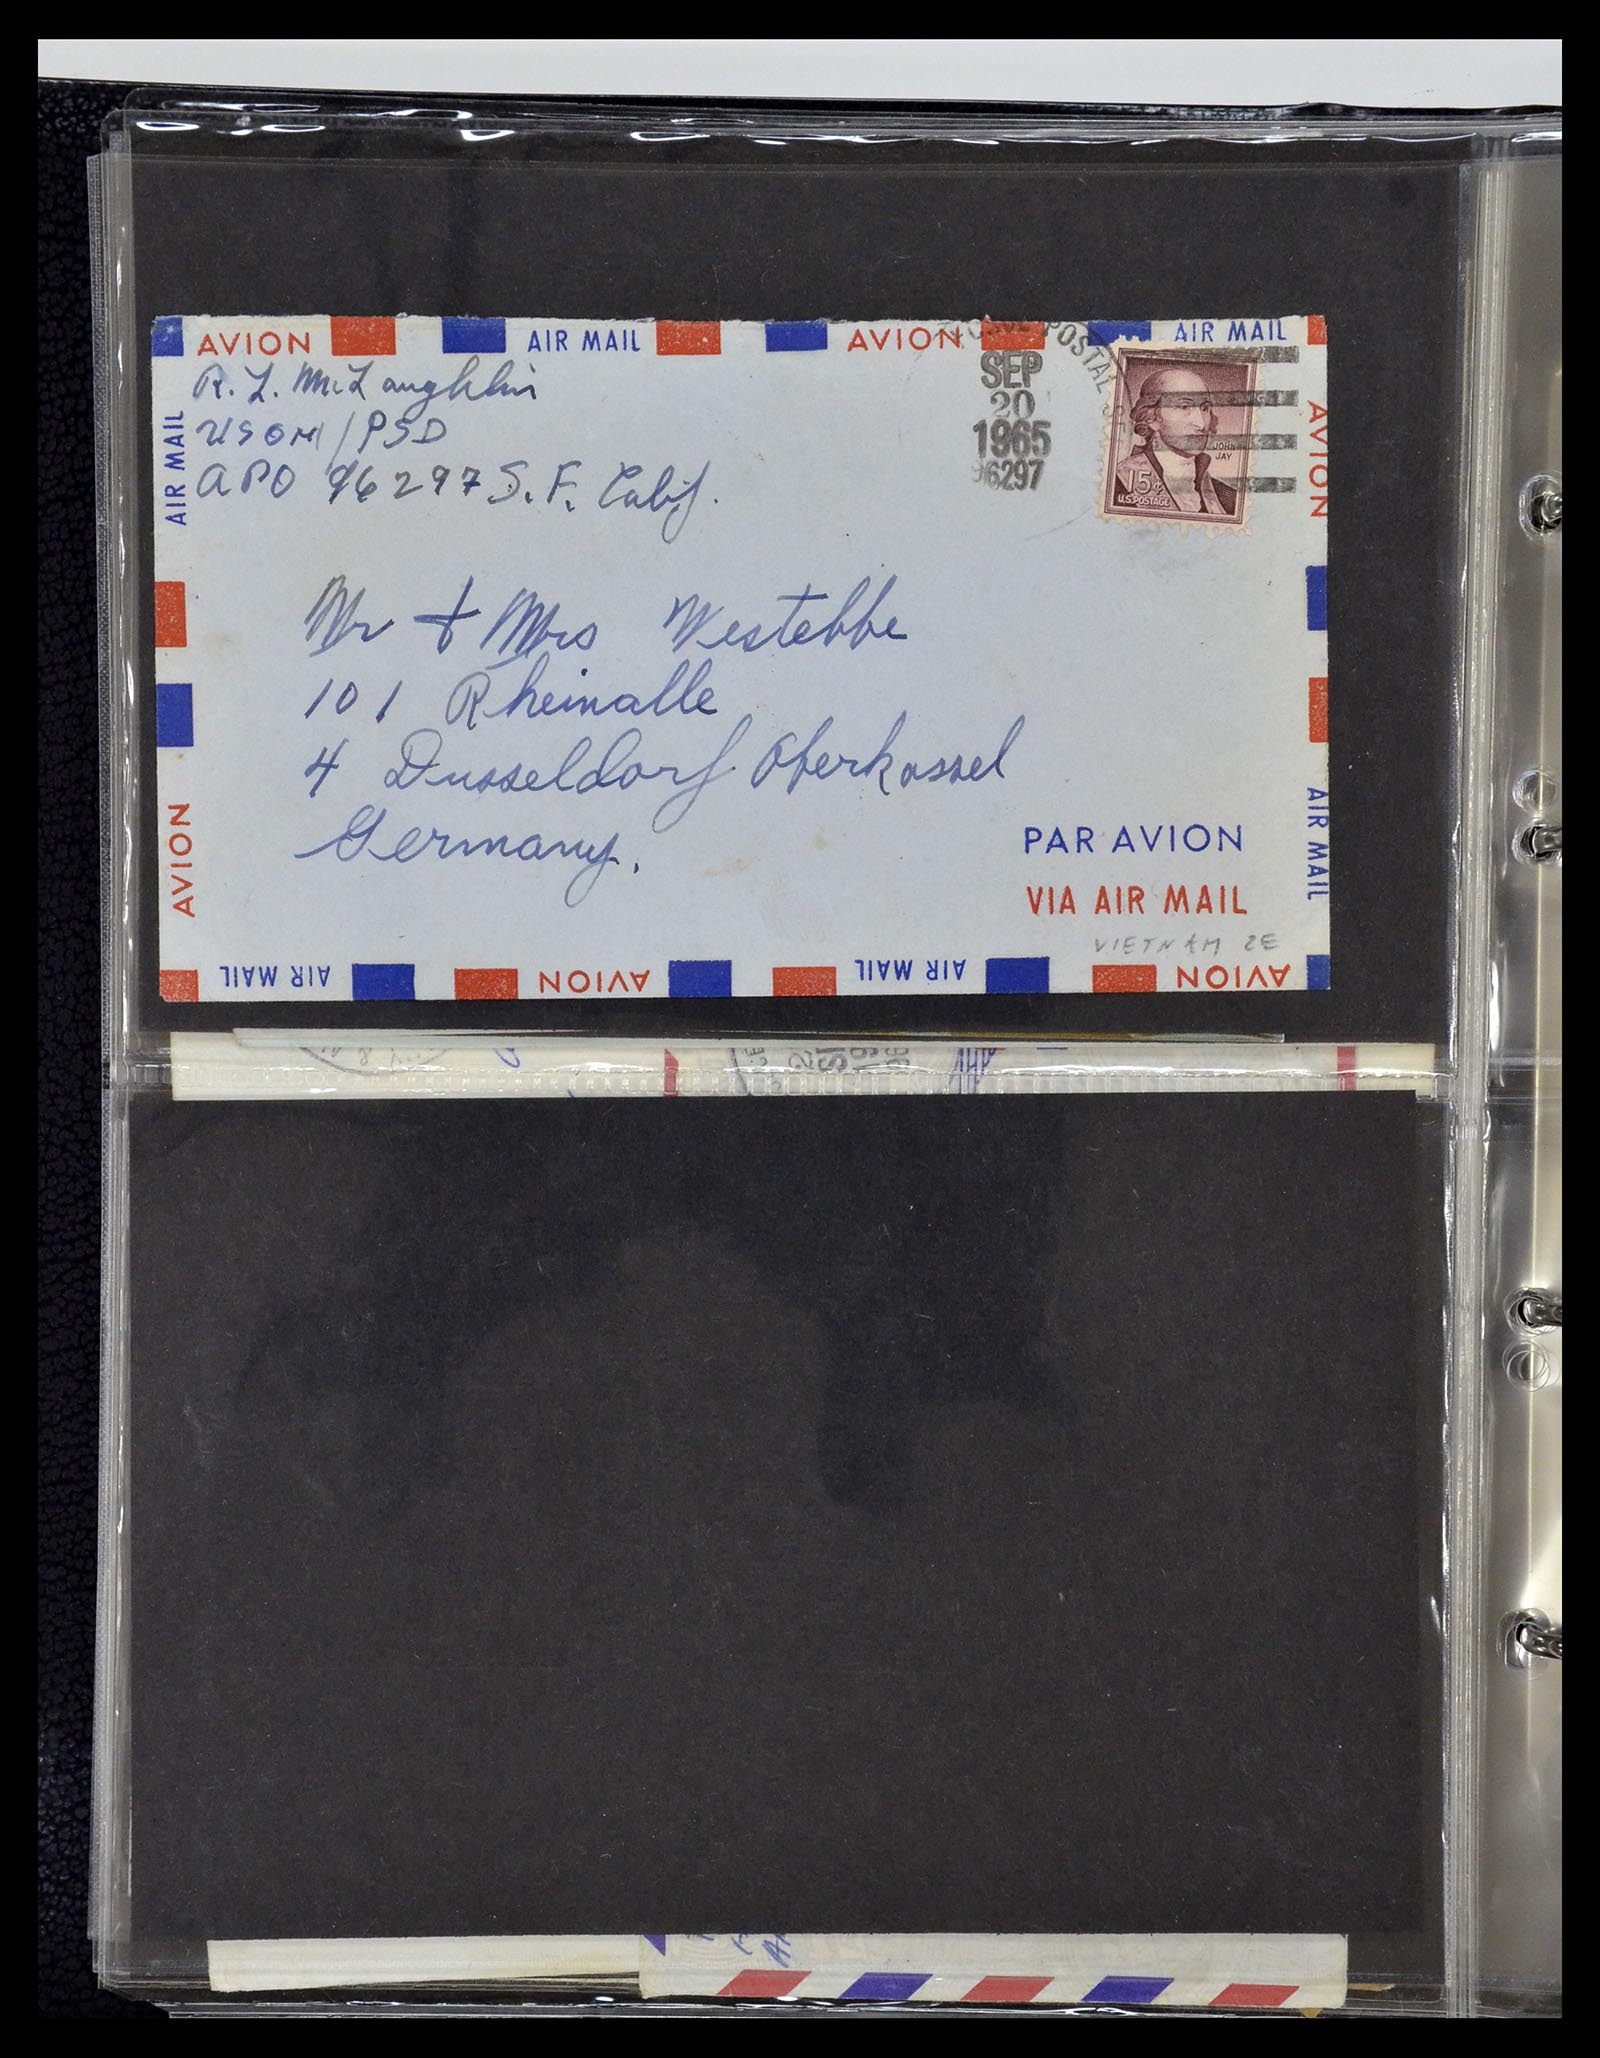 AVION AIR MAIL AVION AIR MAIL
R. L. McLaughlin
USOM/PSD
APO 96297 S. F. Calif.
POSTAL
SEP
20
1965
96297
JOHN
JAY
15¢
U.S. POSTAGE
AIR MAIL
AVION
Mr & Mrs Westebbe
101 Rheinalle
4 Dusseldorf Oberkassel
Germany.
AVION
AIR MAIL
PAR AVION
VIA AIR MAIL
VIETNAM 2E
AIR MAIL AVION AIR MAIL AVION